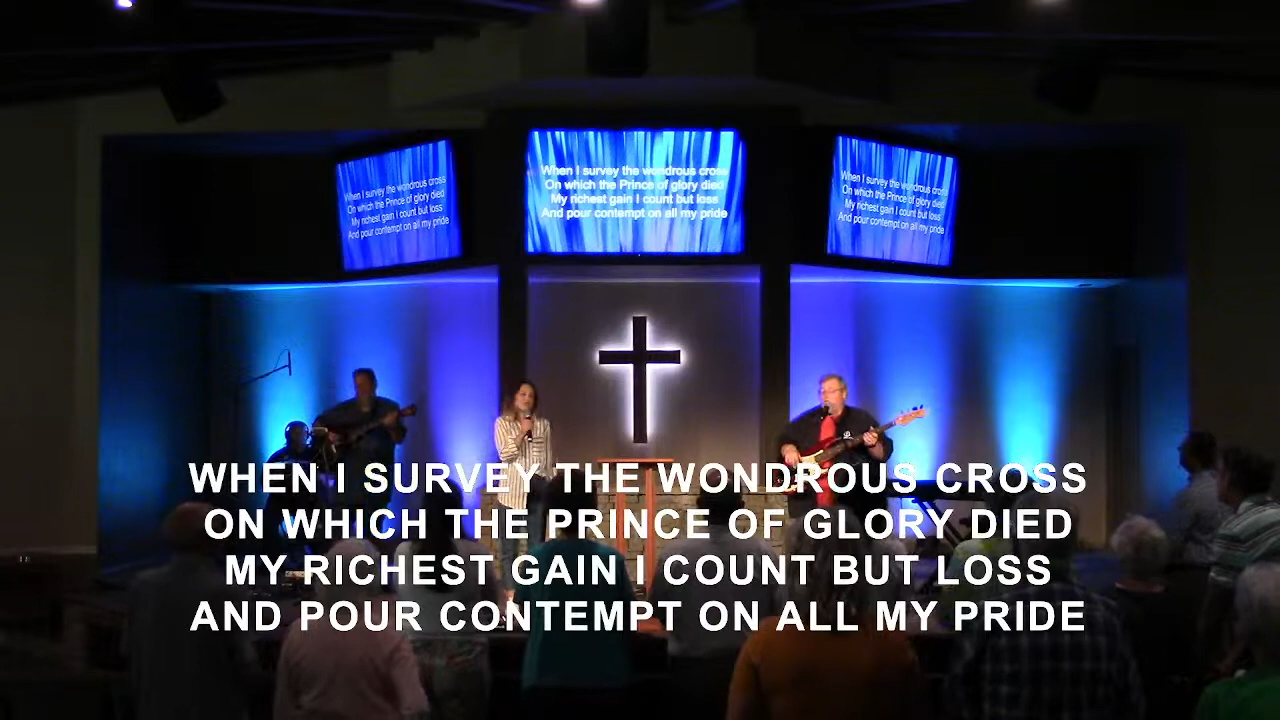 When I survey the wondrous cross
On which the Prince of glory died
My richest gain I count but loss
And pour contempt on all my pride
When I survey the wondrous cross
On which the Prince of glory died
My richest gain I count but loss
And pour contempt on all my pride
When I survey the wondrous cross
On which the Prince of glory died
My richest gain I count but loss
And pour contempt on all my pride
WHEN I SURVEY THE WONDROUS CROSS
ON WHICH THE PRINCE OF GLORY DIED
MY RICHEST GAIN I COUNT BUT LOSS
AND POUR CONTEMPT ON ALL MY PRIDE